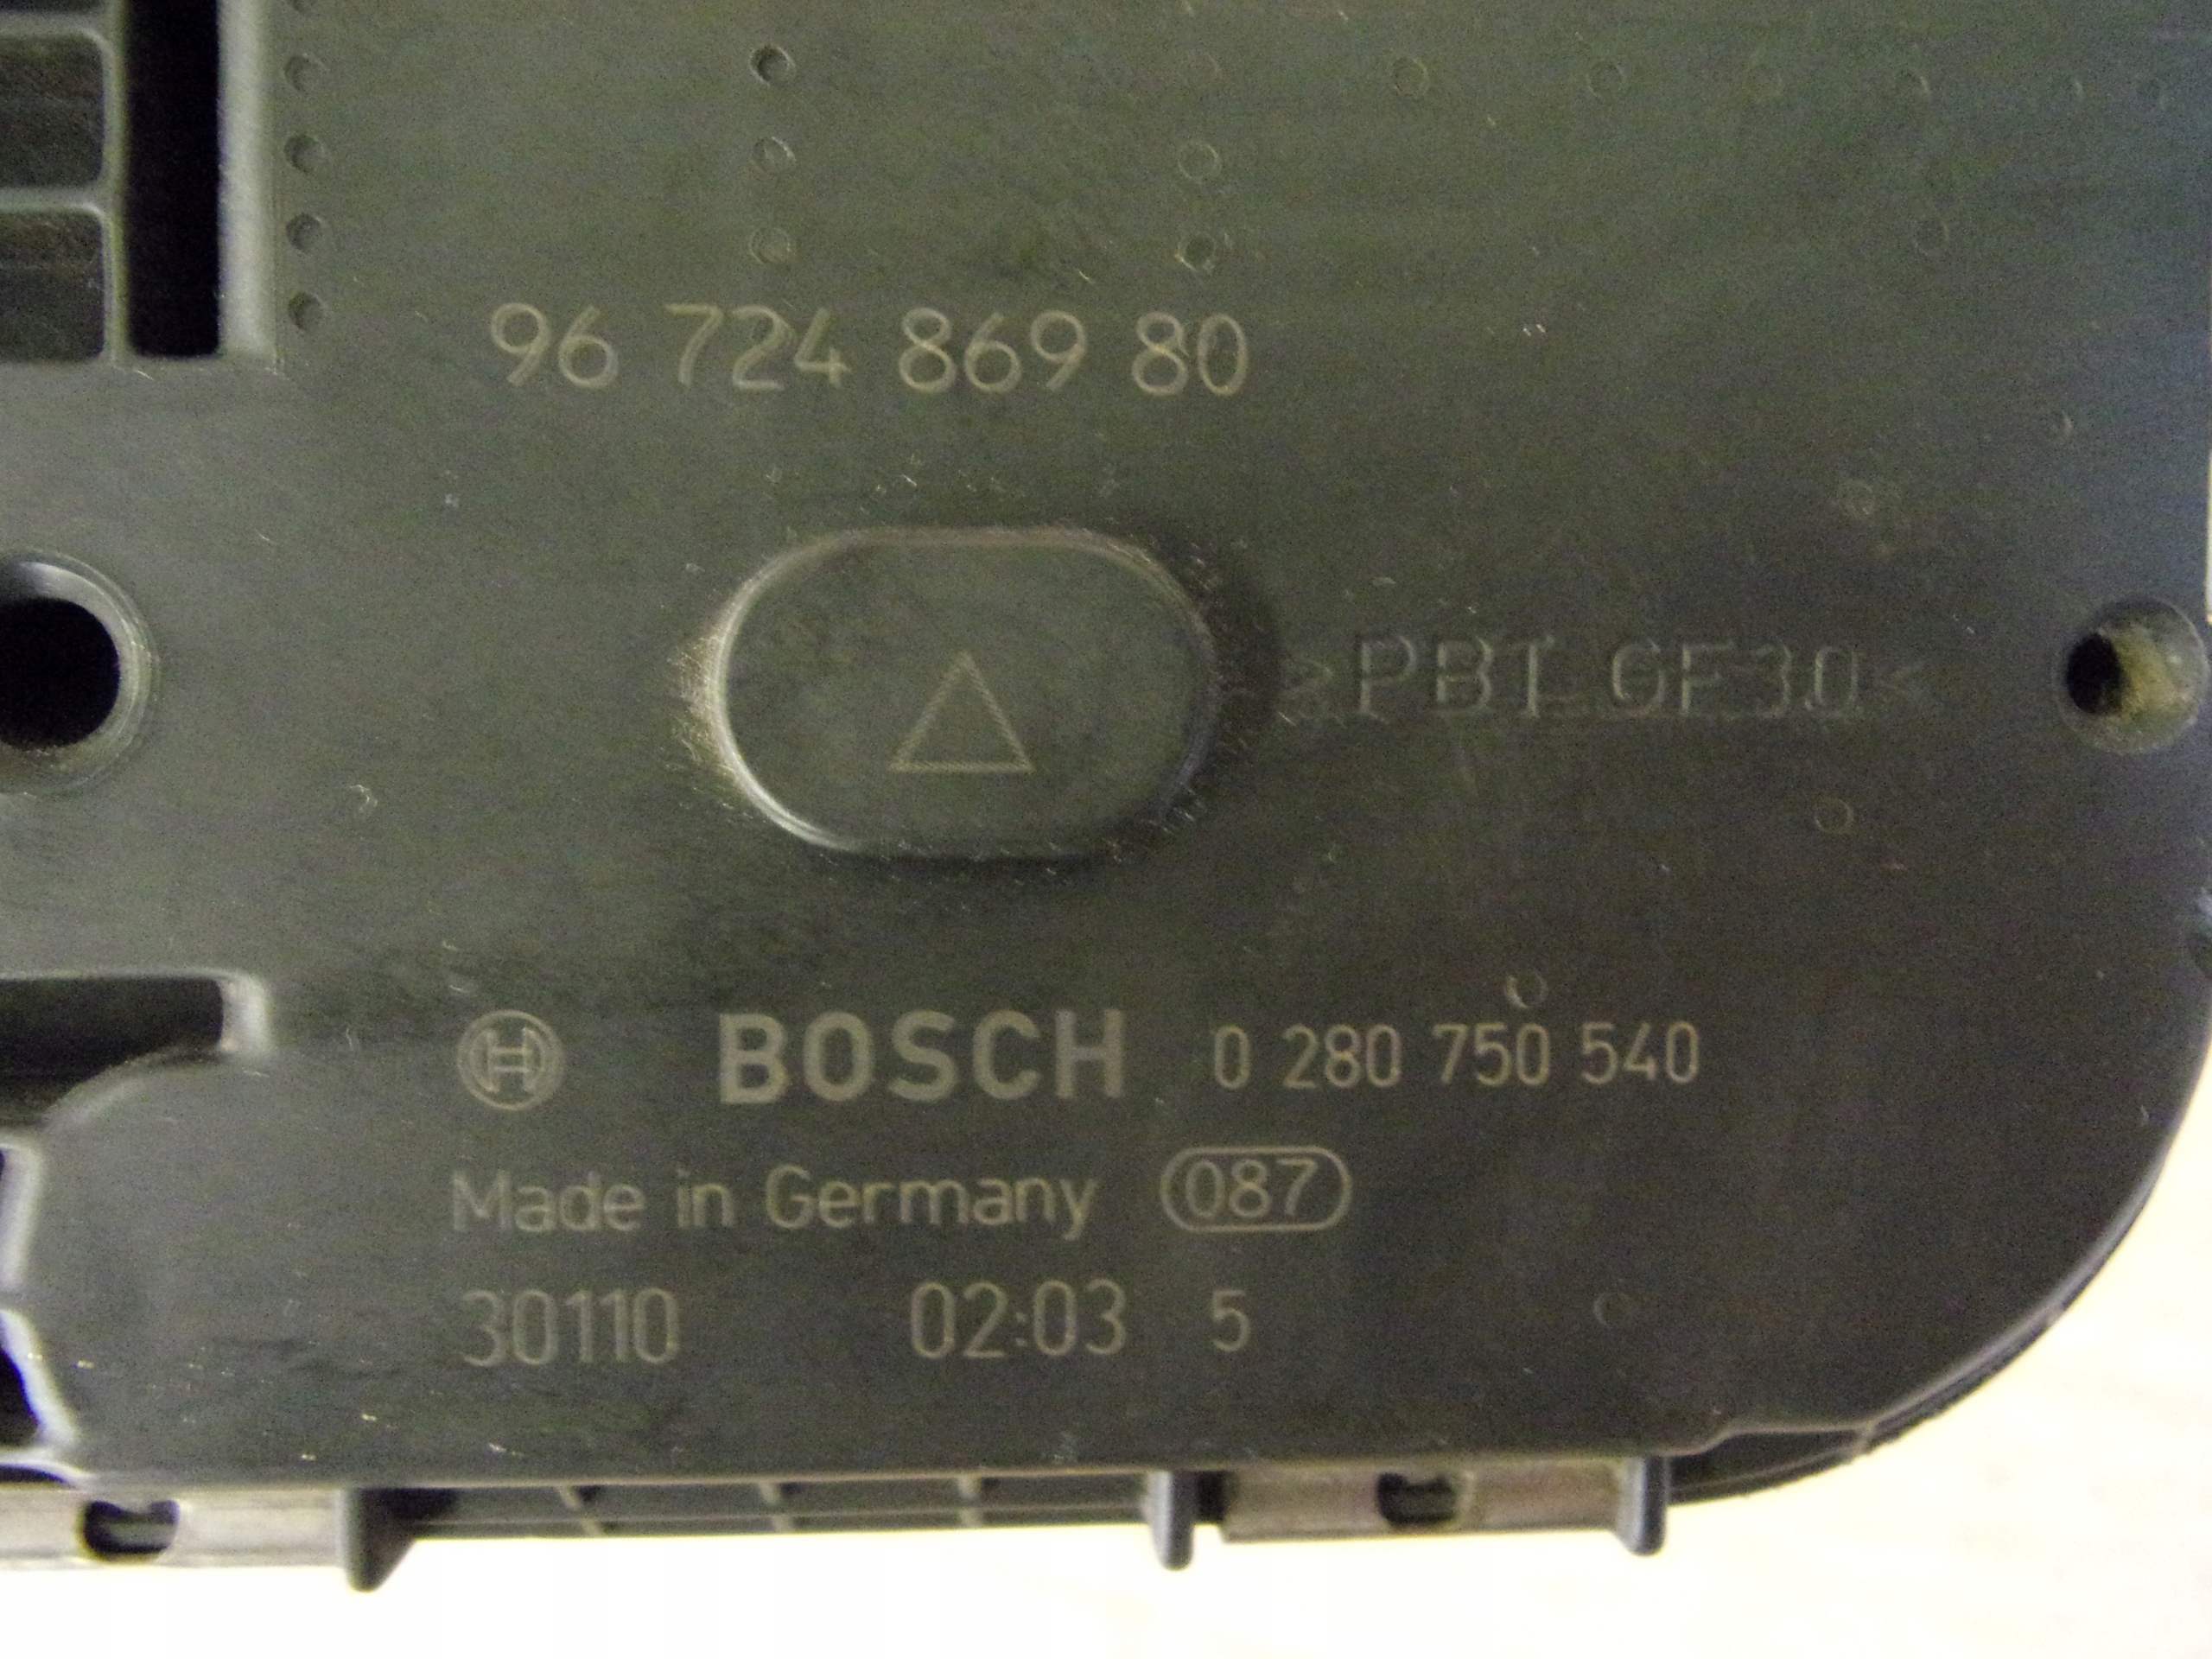 96 724 869 80
>PBT GF30<
BOSCH 0 280 750 540
Made in Germany 087
30110 02:03 5